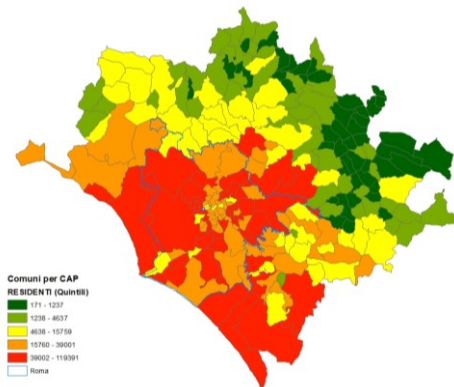 Comuni per CAP
RESIDENTI (Quintili)
171 - 1237
1238 - 4637
4638 - 15759
15760 - 39001
39002 - 119391
Roma